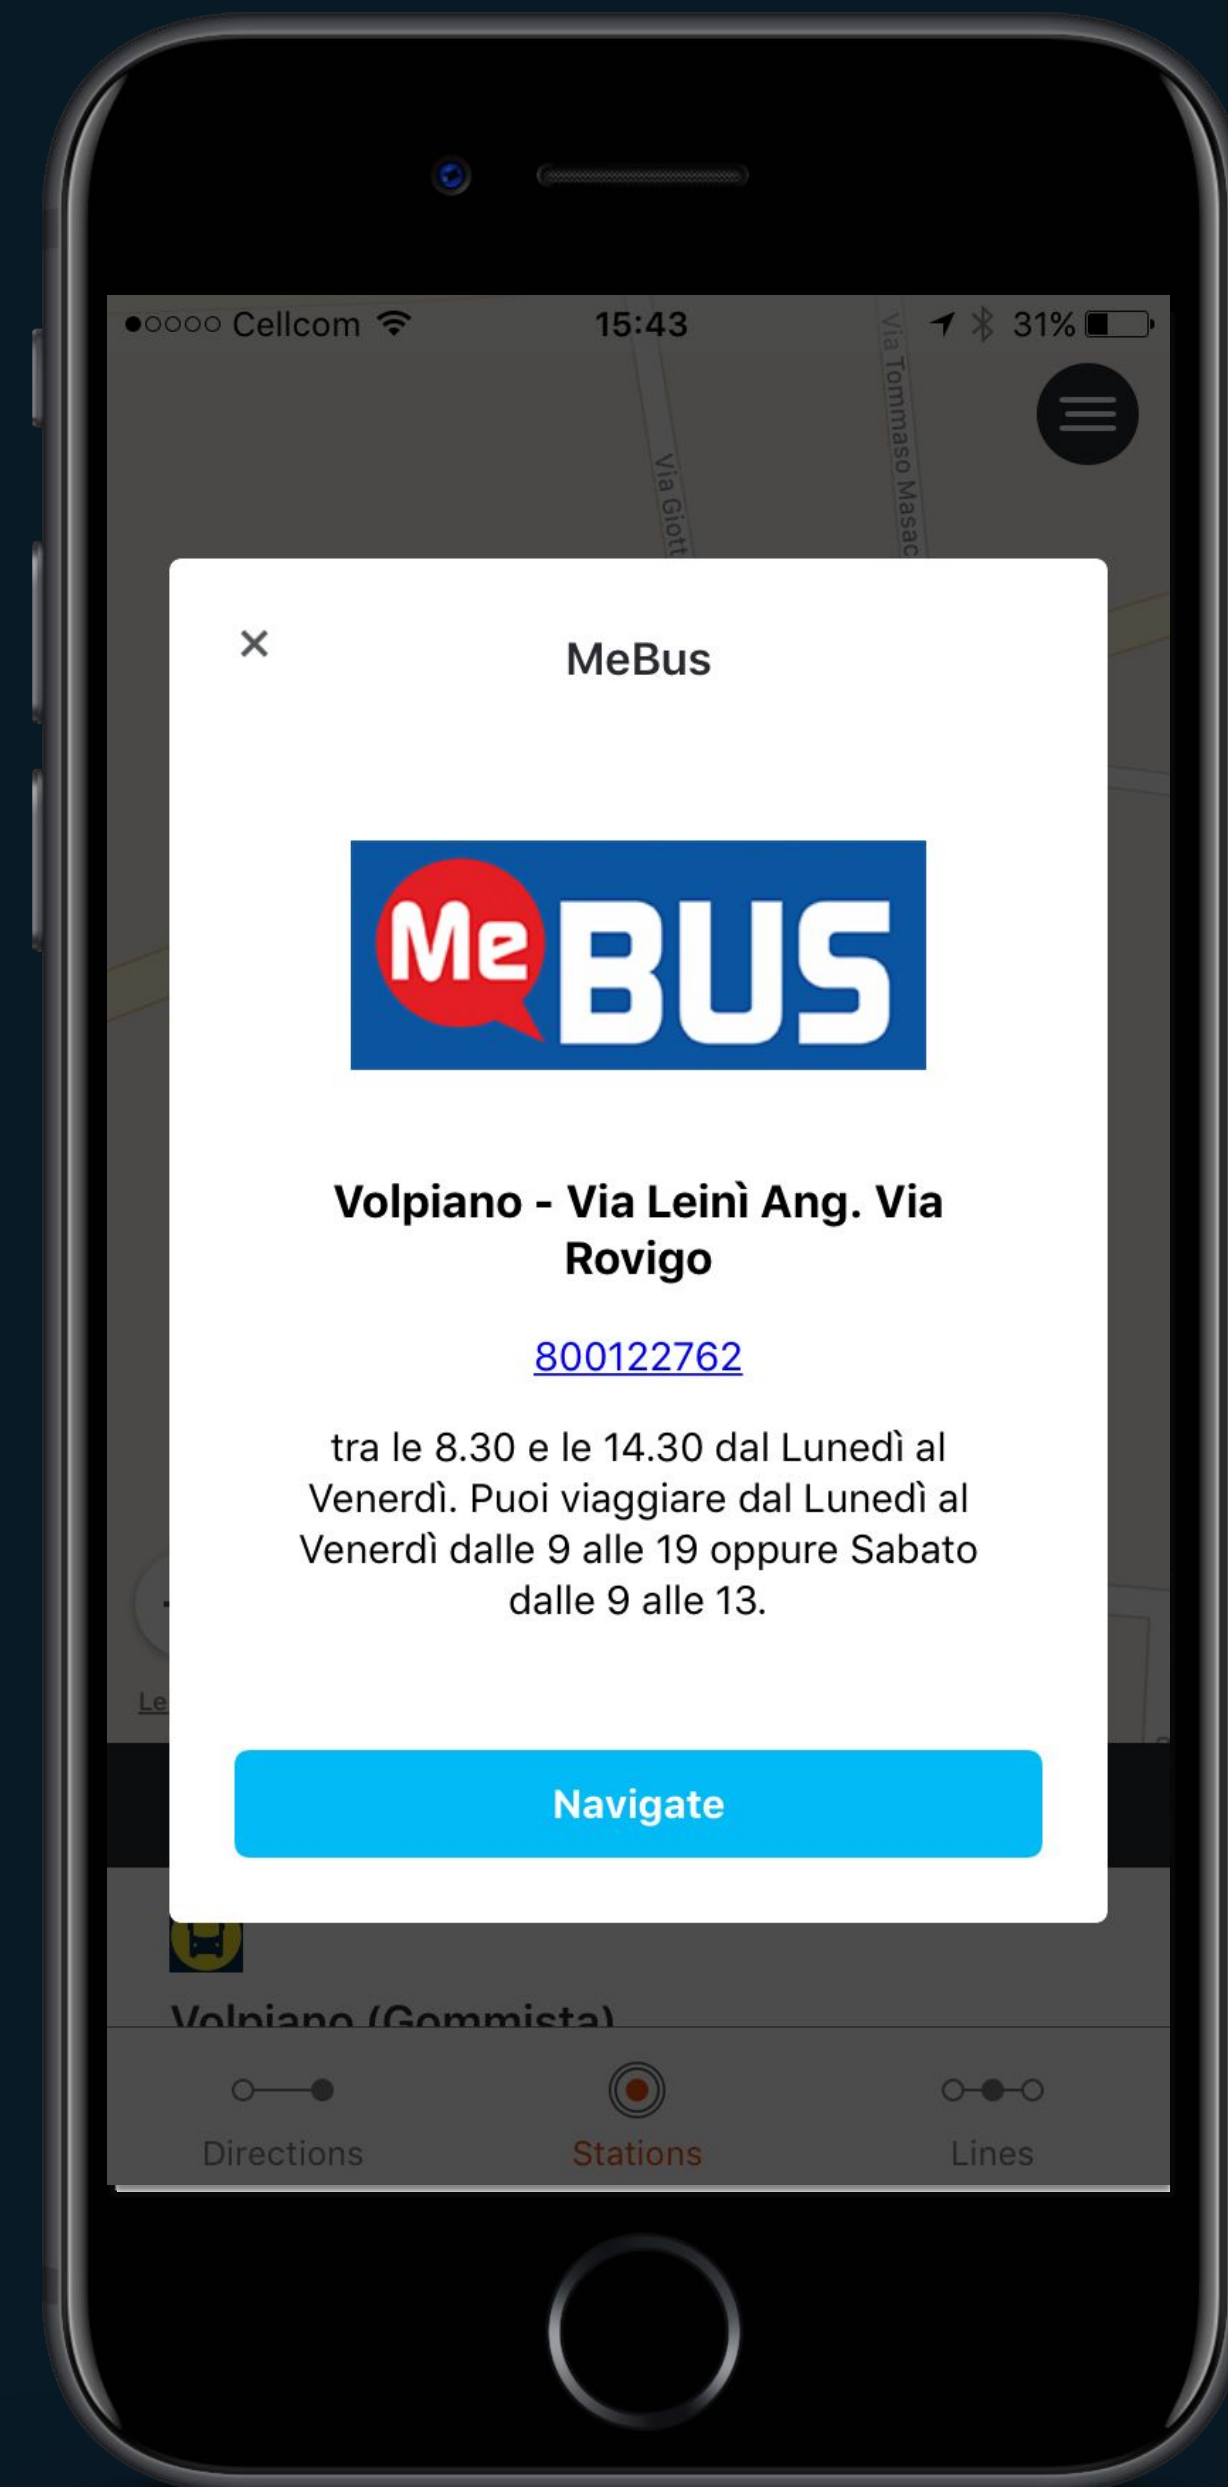 Cellcom 15:43 31%
Via Tommaso Masac
Via Giott
MeBus
Me BUS
Volpiano - Via Leinì Ang. Via
Rovigo
800122762
tra le 8.30 e le 14.30 dal Lunedì al
Venerdì. Puoi viaggiare dal Lunedì al
Venerdì dalle 9 alle 19 oppure Sabato
dalle 9 alle 13.
Le
Navigate
Volpiano (Gommista)
Directions Stations Lines